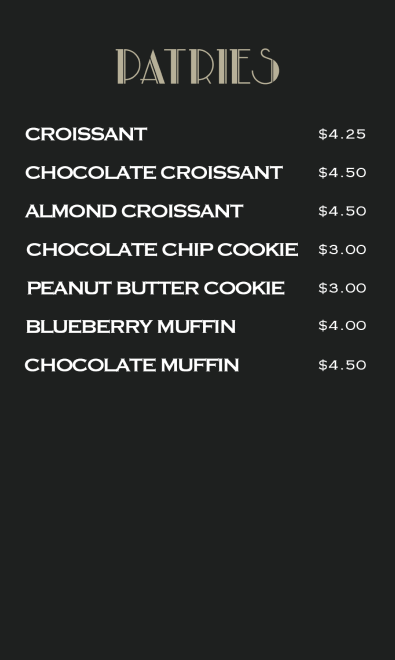 PATRIES
CROISSANT $4.25
CHOCOLATE CROISSANT $4.50
ALMOND CROISSANT $4.50
CHOCOLATE CHIP COOKIE $3.00
PEANUT BUTTER COOKIE $3.00
BLUEBERRY MUFFIN $4.00
CHOCOLATE MUFFIN $4.50